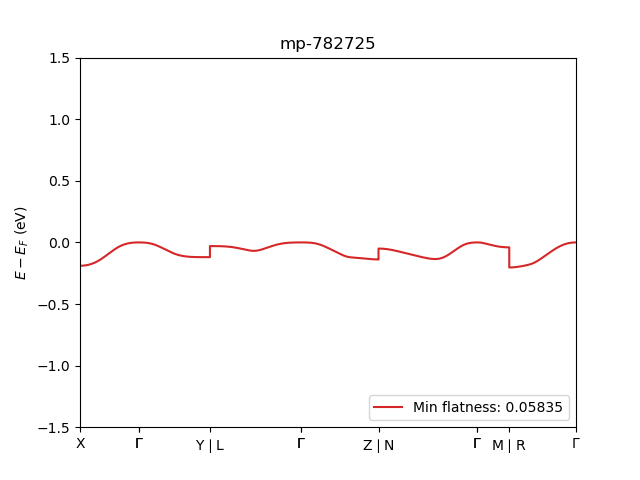 mp-782725
E − E_F (eV)
1.5
1.0
0.5
0.0
−0.5
−1.0
−1.5
Min flatness: 0.05835
X Γ Y | L Γ Z | N Γ M | R Γ